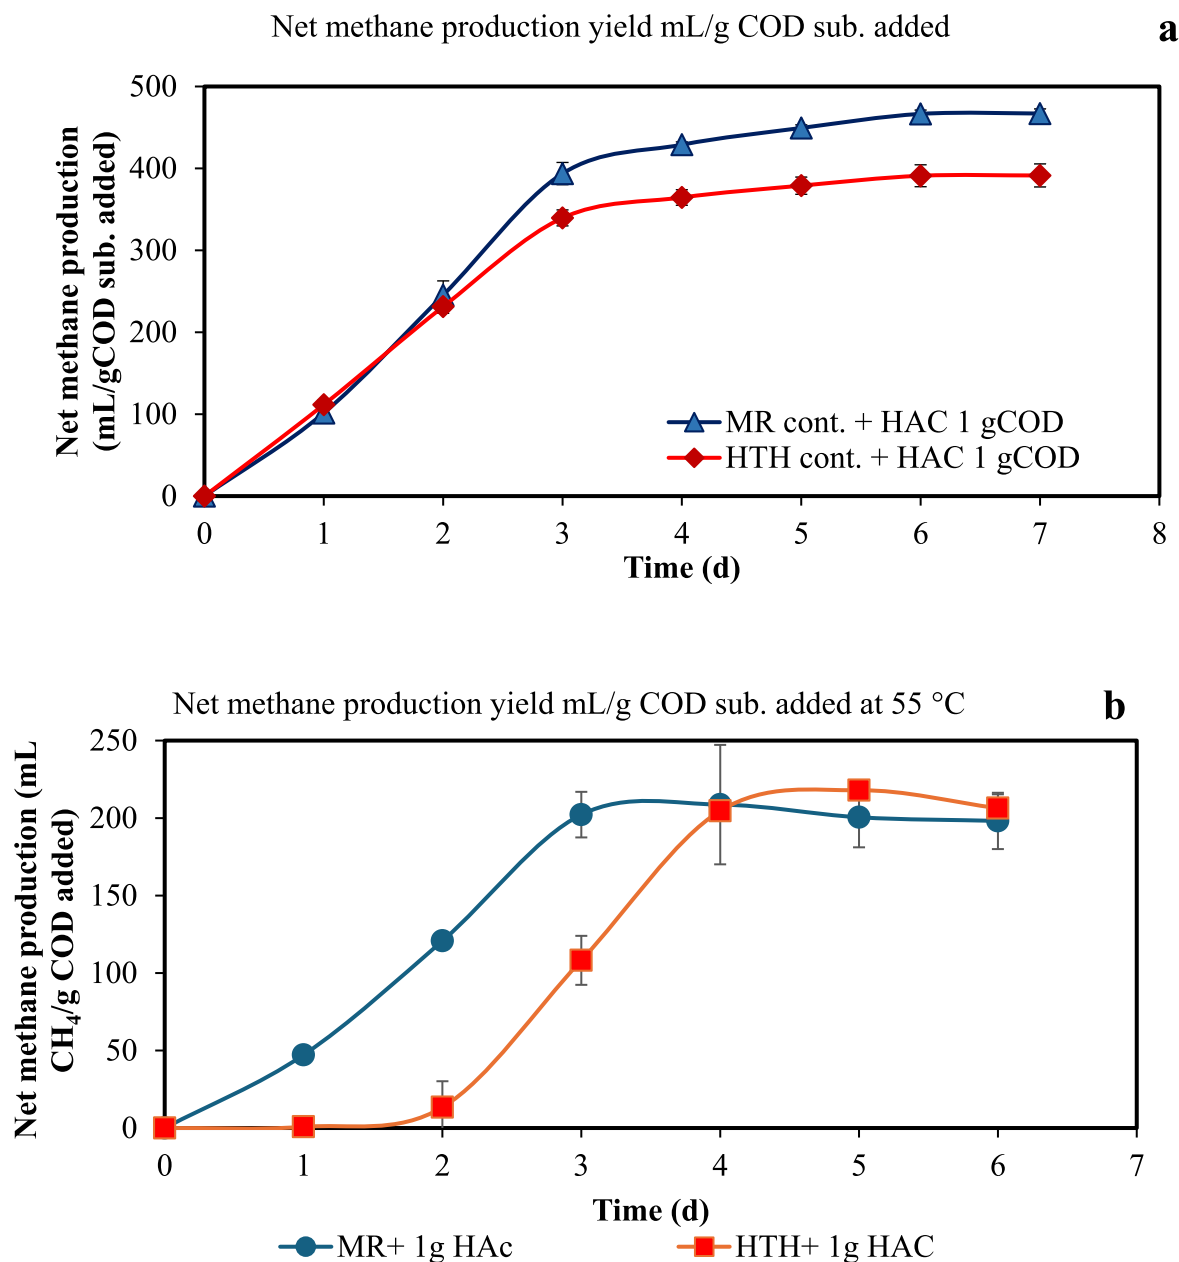 Net methane production yield mL/g COD sub. added
a
Net methane production
(mL/gCOD sub. added)
500
400
300
200
100
0
MR cont. + HAC 1 gCOD
HTH cont. + HAC 1 gCOD
0 1 2 3 4 5 6 7 8
Time (d)
Net methane production yield mL/g COD sub. added at 55 °C
b
Net methane production (mL
CH₄/g COD added)
250
200
150
100
50
0
0 1 2 3 4 5 6 7
Time (d)
MR+ 1g HAc
HTH+ 1g HAC